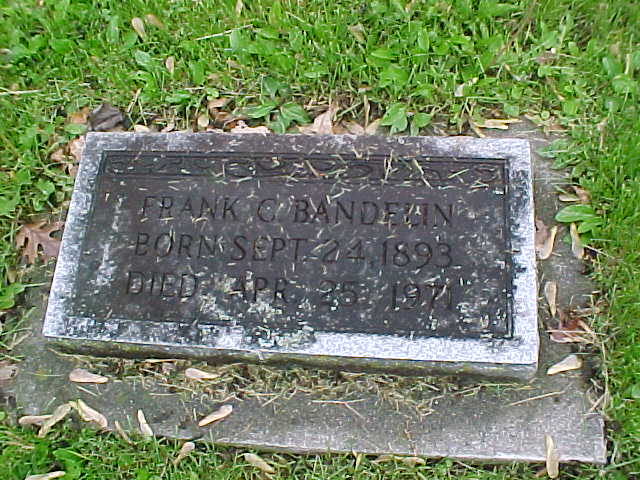 FRANK C. BANDELIN
BORN SEPT. 24, 1893
DIED APR. 25, 1971